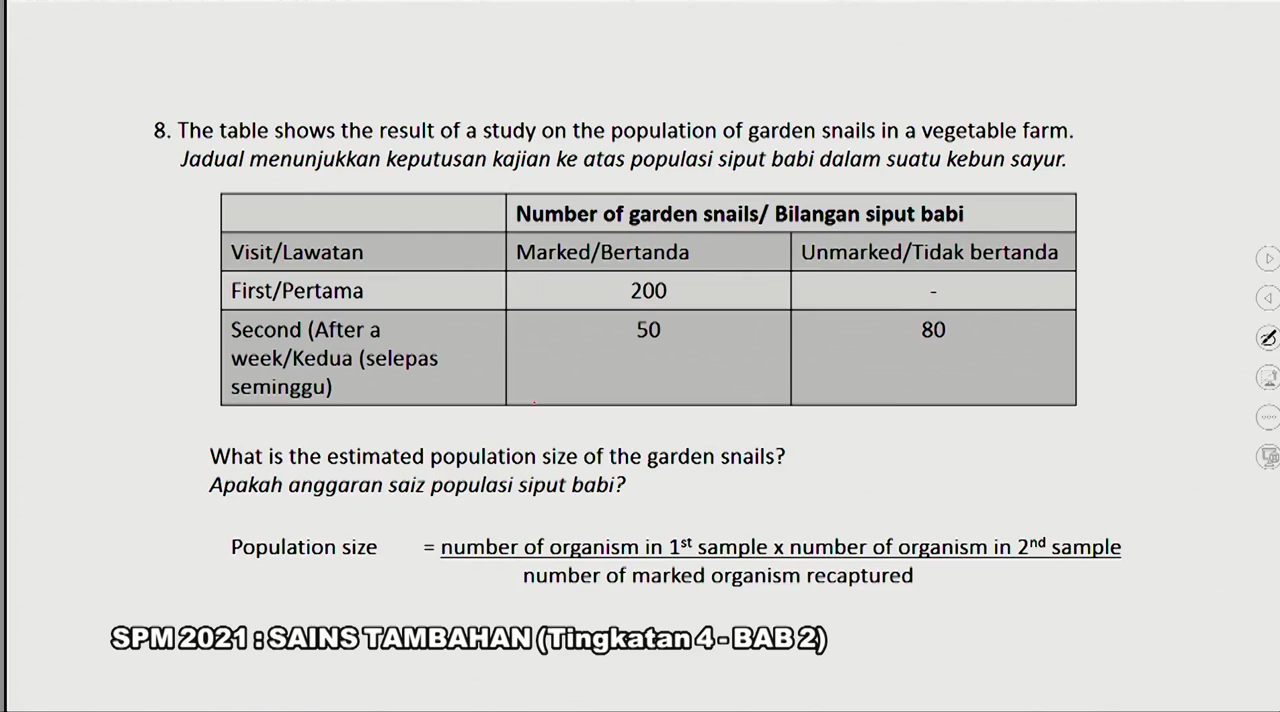 8. The table shows the result of a study on the population of garden snails in a vegetable farm.
Jadual menunjukkan keputusan kajian ke atas populasi siput babi dalam suatu kebun sayur.
Number of garden snails/ Bilangan siput babi
Visit/Lawatan Marked/Bertanda Unmarked/Tidak bertanda
First/Pertama 200 -
Second (After a 50 80
week/Kedua (selepas
seminggu)
What is the estimated population size of the garden snails?
Apakah anggaran saiz populasi siput babi?
Population size = number of organism in 1st sample x number of organism in 2nd sample
number of marked organism recaptured
SPM 2021 : SAINS TAMBAHAN (Tingkatan 4 - BAB 2)